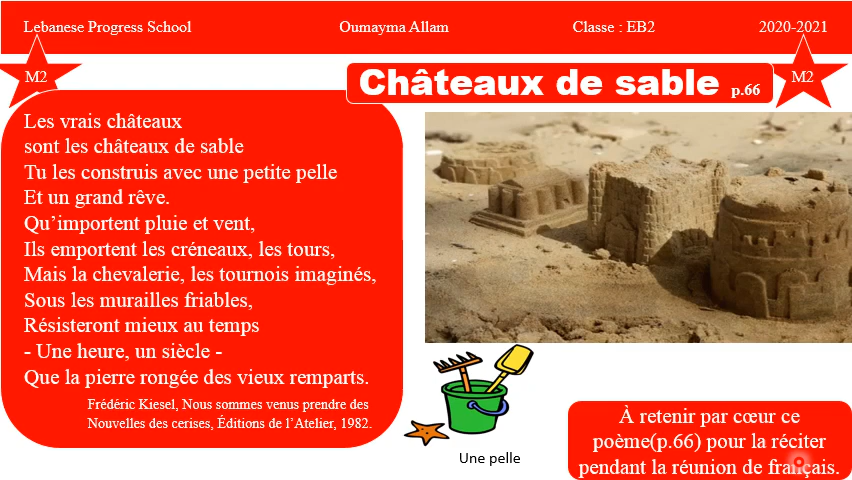 Lebanese Progress School Oumayma Allam Classe : EB2 2020-2021
M2 M2
Châteaux de sable p.66
Les vrais châteaux
sont les châteaux de sable
Tu les construis avec une petite pelle
Et un grand rêve.
Qu’importent pluie et vent,
Ils emportent les créneaux, les tours,
Mais la chevalerie, les tournois imaginés,
Sous les murailles friables,
Résisteront mieux au temps
- Une heure, un siècle -
Que la pierre rongée des vieux remparts.
Frédéric Kiesel, Nous sommes venus prendre des
Nouvelles des cerises, Éditions de l’Atelier, 1982.
Une pelle
À retenir par cœur ce
poème(p.66) pour la réciter
pendant la réunion de français.